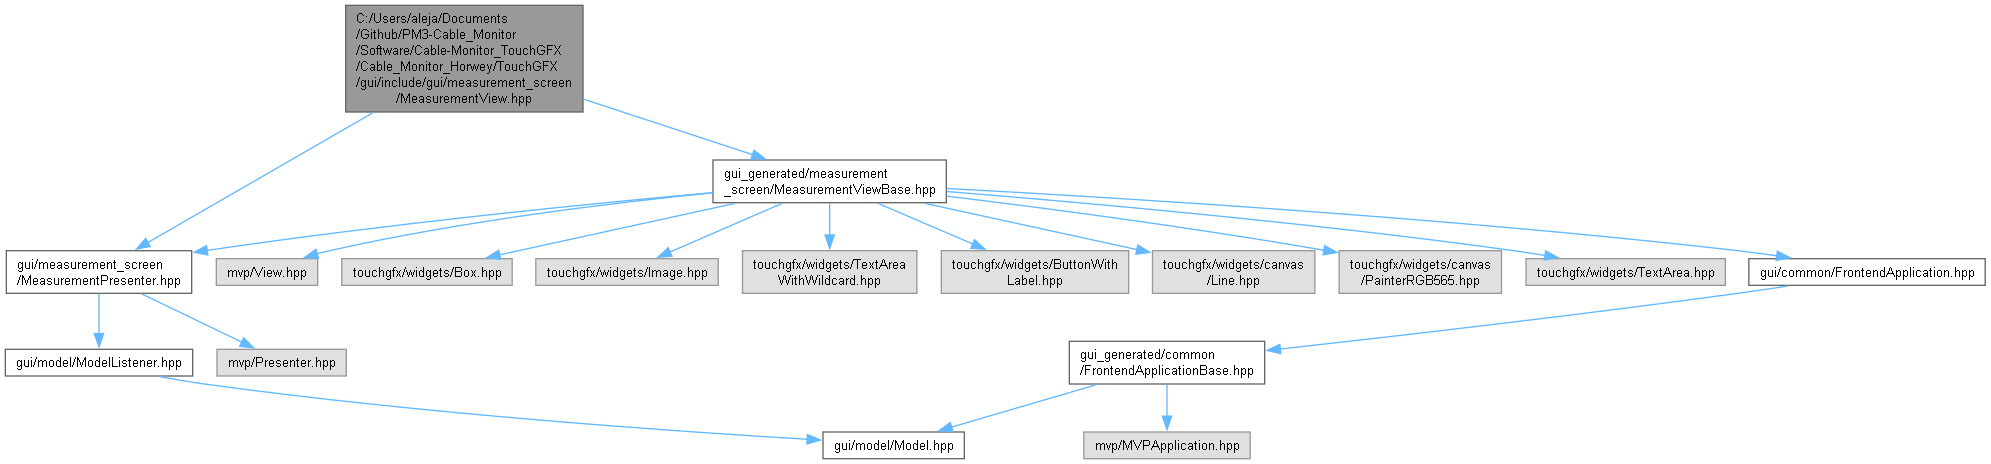 C:/Users/aleja/Documents
/Github/PM3-Cable_Monitor
/Software/Cable-Monitor_TouchGFX
/Cable_Monitor_Horwey/TouchGFX
/gui/include/gui/measurement_screen
/MeasurementView.hpp
gui_generated/measurement
_screen/MeasurementViewBase.hpp
gui/measurement_screen
/MeasurementPresenter.hpp
mvp/View.hpp
touchgfx/widgets/Box.hpp
touchgfx/widgets/Image.hpp
touchgfx/widgets/TextArea
WithWildcard.hpp
touchgfx/widgets/ButtonWith
Label.hpp
touchgfx/widgets/canvas
/Line.hpp
touchgfx/widgets/canvas
/PainterRGB565.hpp
touchgfx/widgets/TextArea.hpp
gui/common/FrontendApplication.hpp
gui/model/ModelListener.hpp
mvp/Presenter.hpp
gui_generated/common
/FrontendApplicationBase.hpp
gui/model/Model.hpp
mvp/MVPApplication.hpp